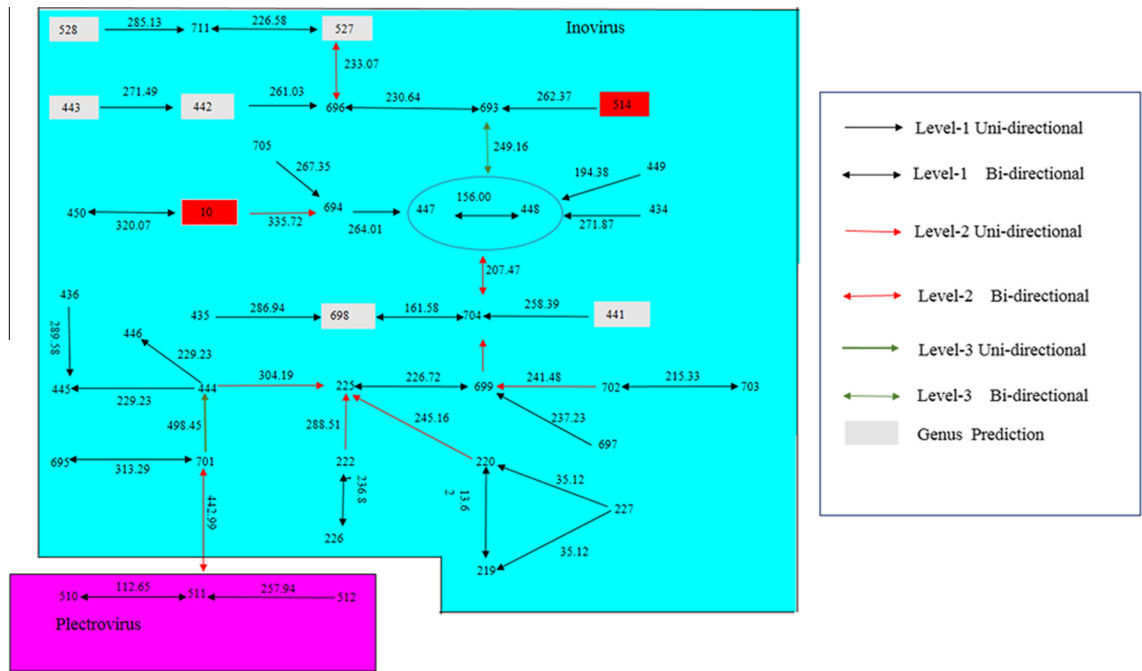 Inovirus
528 285.13 711 226.58 527
233.07
443 271.49 442 261.03 696 230.64 693 262.37 514
249.16
705
267.35
194.38 449
450 320.07 10 335.72 694 264.01 447 156.00 448 271.87 434
207.47
436
289.58
435 286.94 698 161.58 704 258.39 441
446
229.23
445 229.23 444 304.19 225 226.72 699 241.48 702 215.33 703
237.23
697
498.45
288.51
245.16
695 313.29 701 222 220
236.8
13.6
2
35.12
227
226
35.12
219
442.99
510 112.65 511 257.94 512
Plectrovirus
Level-1 Uni-directional
Level-1 Bi-directional
Level-2 Uni-directional
Level-2 Bi-directional
Level-3 Uni-directional
Level-3 Bi-directional
Genus Prediction